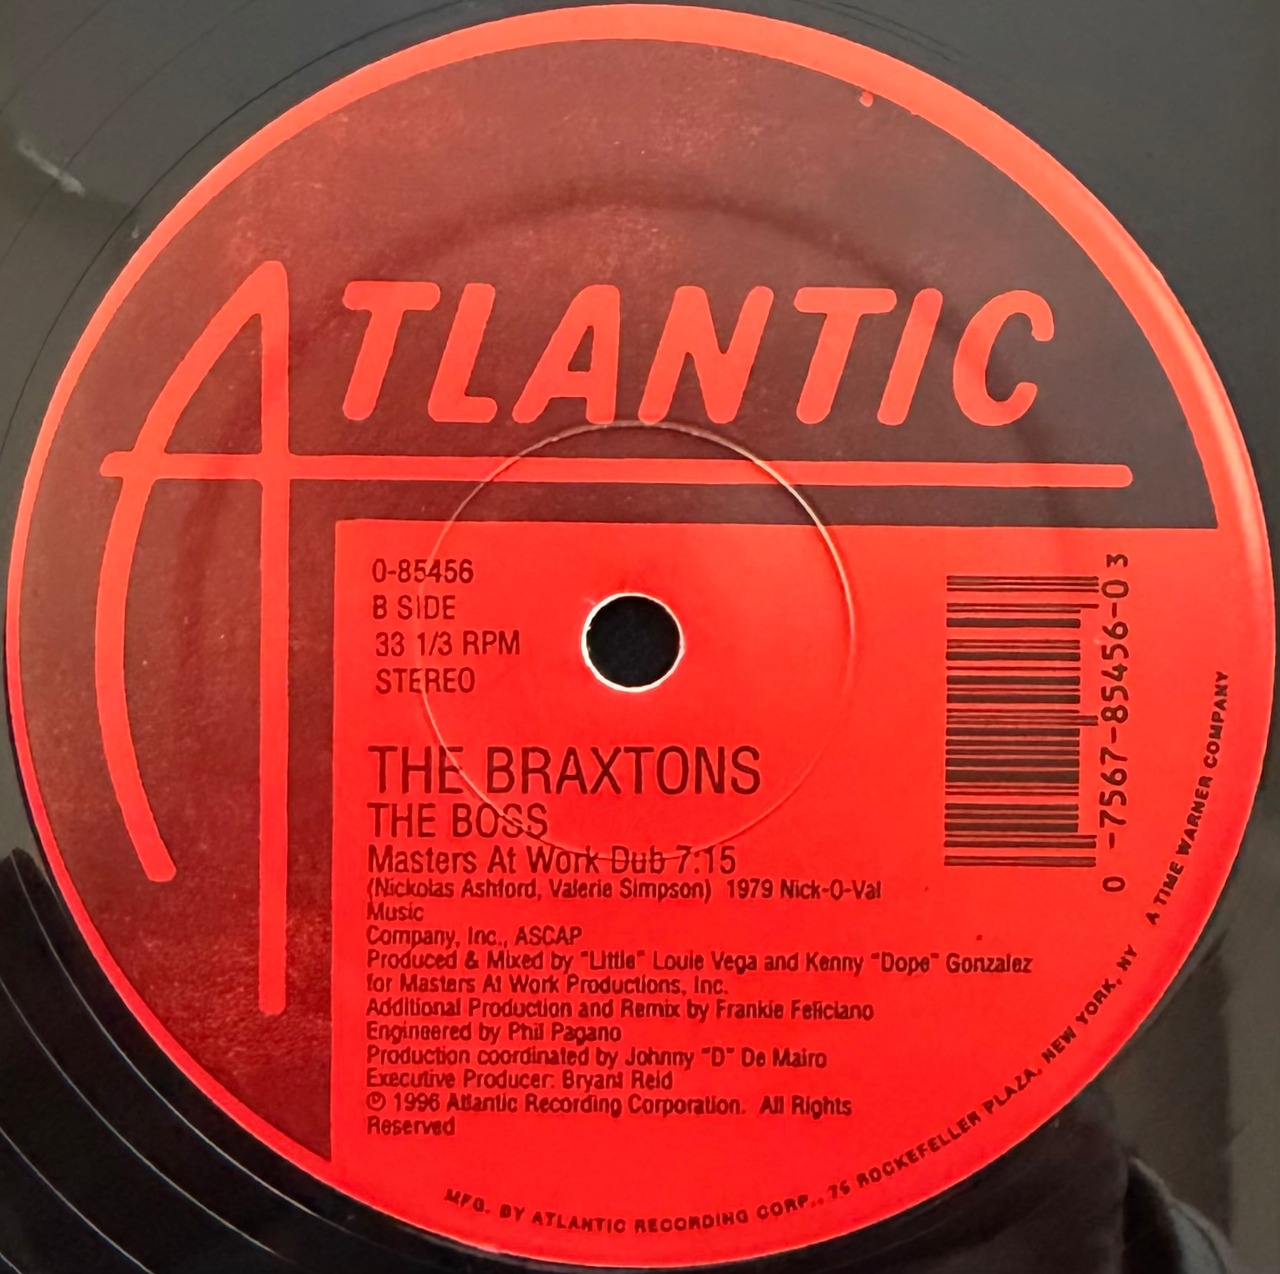 ATLANTIC
0-85456
B SIDE
33 1/3 RPM
STEREO
THE BRAXTONS
THE BOSS
Masters At Work Dub 7:15
(Nickolas Ashford, Valerie Simpson) 1979 Nick-O-Val
Music
Company, Inc., ASCAP
Produced & Mixed by "Little" Louie Vega and Kenny "Dope" Gonzalez
for Masters At Work Productions, Inc.
Additional Production and Remix by Frankie Feliciano
Engineered by Phil Pagano
Production coordinated by Johnny "D" De Mairo
Executive Producer: Bryant Reid
℗ 1996 Atlantic Recording Corporation. All Rights
Reserved
0 -7567-85456-0 3
MFG. BY ATLANTIC RECORDING CORP., 75 ROCKEFELLER PLAZA, NEW YORK, NY A TIME WARNER COMPANY